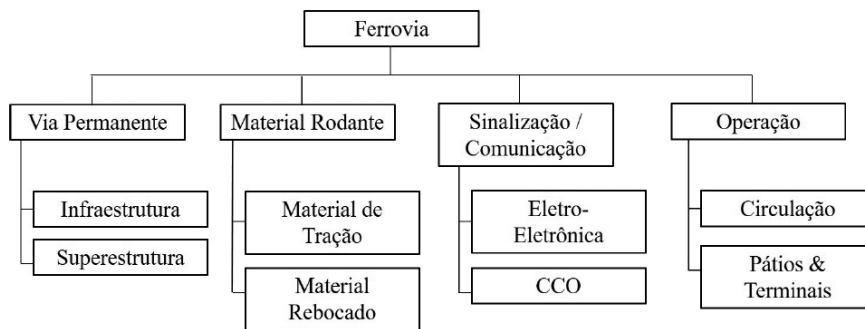 Ferrovia
Via Permanente
Infraestrutura
Superestrutura
Material Rodante
Material de
Tração
Material
Rebocado
Sinalização /
Comunicação
Eletro-
Eletrônica
CCO
Operação
Circulação
Pátios &
Terminais